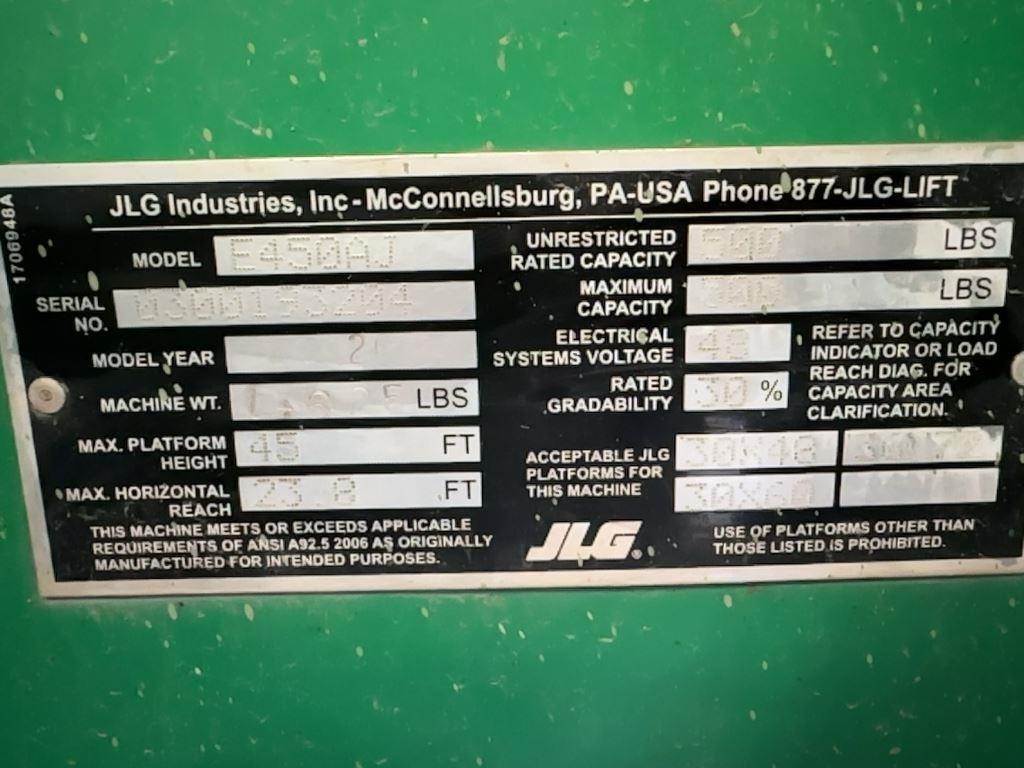 1706948A
JLG Industries, Inc - McConnellsburg, PA-USA Phone 877-JLG-LIFT
MODEL E450AJ
SERIAL NO. 0300193204
MODEL YEAR
MACHINE WT. LBS
MAX. PLATFORM HEIGHT 45 FT
MAX. HORIZONTAL REACH FT
THIS MACHINE MEETS OR EXCEEDS APPLICABLE
REQUIREMENTS OF ANSI A92.5 2006 AS ORIGINALLY
MANUFACTURED FOR INTENDED PURPOSES.
UNRESTRICTED
RATED CAPACITY 500 LBS
MAXIMUM
CAPACITY LBS
ELECTRICAL
SYSTEMS VOLTAGE 48
RATED
GRADABILITY 30 %
REFER TO CAPACITY
INDICATOR OR LOAD
REACH DIAG. FOR
CAPACITY AREA
CLARIFICATION.
ACCEPTABLE JLG
PLATFORMS FOR
THIS MACHINE
30X48
30X60
JLG®
USE OF PLATFORMS OTHER THAN
THOSE LISTED IS PROHIBITED.